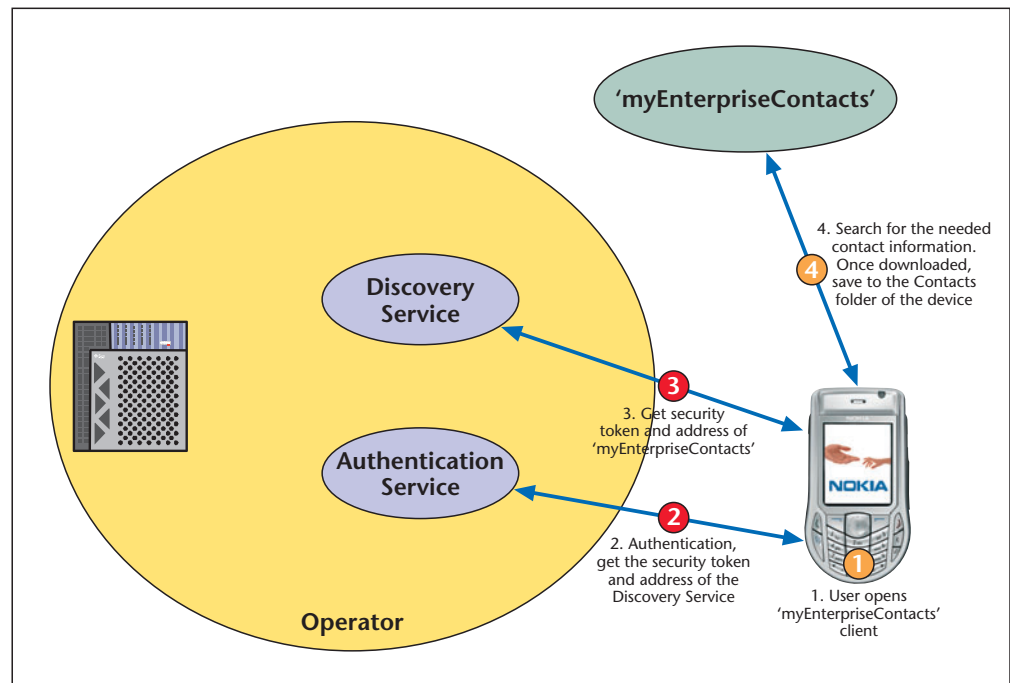 'myEnterpriseContacts'
4. Search for the needed
contact information.
Once downloaded,
save to the Contacts
folder of the device
4
Discovery
Service
3
3. Get security
token and address of
'myEnterpriseContacts'
Authentication
Service
2
2. Authentication,
get the security token
and address of the
Discovery Service
NOKIA
1
1. User opens
'myEnterpriseContacts'
client
Operator